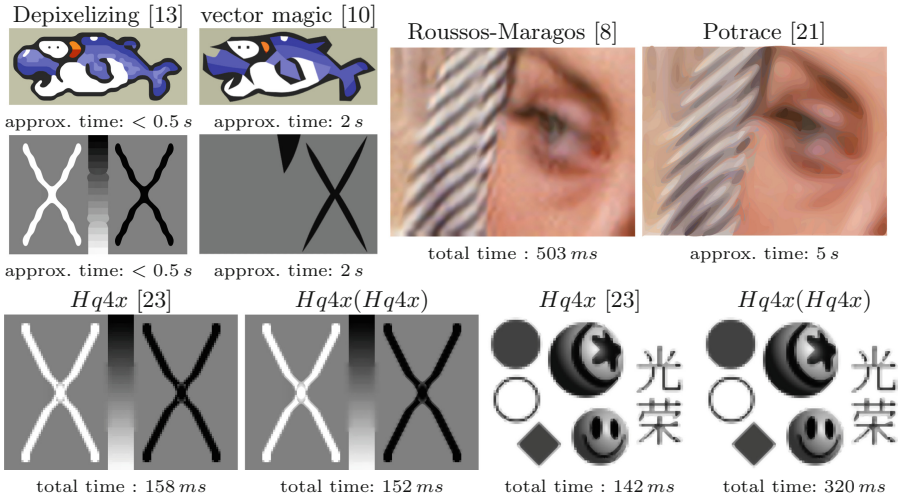 Depixelizing [13]
vector magic [10]
Roussos-Maragos [8]
Potrace [21]
approx. time: < 0.5 s
approx. time: 2 s
approx. time: < 0.5 s
approx. time: 2 s
total time : 503 ms
approx. time: 5 s
Hq4x [23]
Hq4x(Hq4x)
Hq4x [23]
Hq4x(Hq4x)
光
荣
光
荣
total time : 158 ms
total time: 152 ms
total time : 142 ms
total time: 320 ms